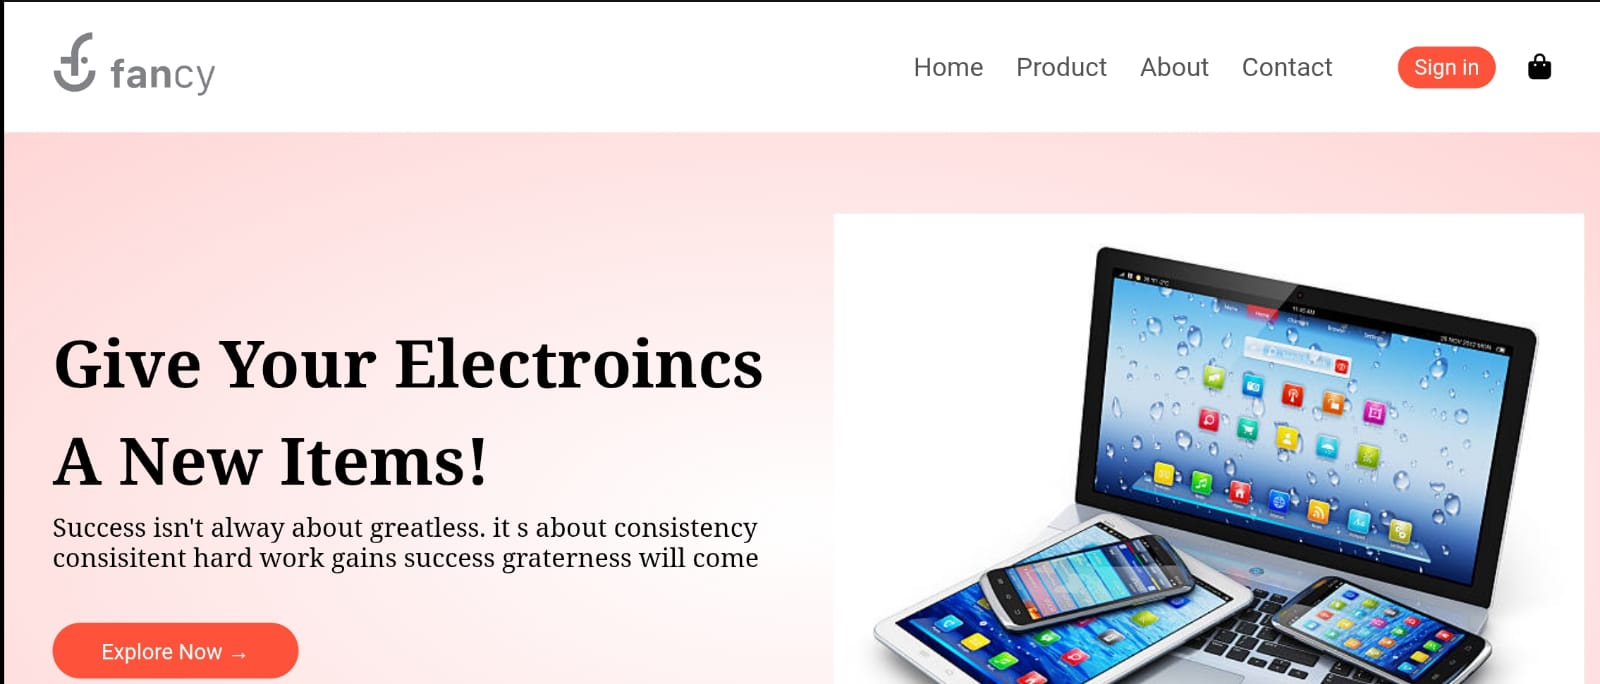 fancy
Home Product About Contact Sign in
Give Your Electroincs
A New Items!
Success isn't alway about greatless. it s about consistency
consisitent hard work gains success graterness will come
Explore Now →